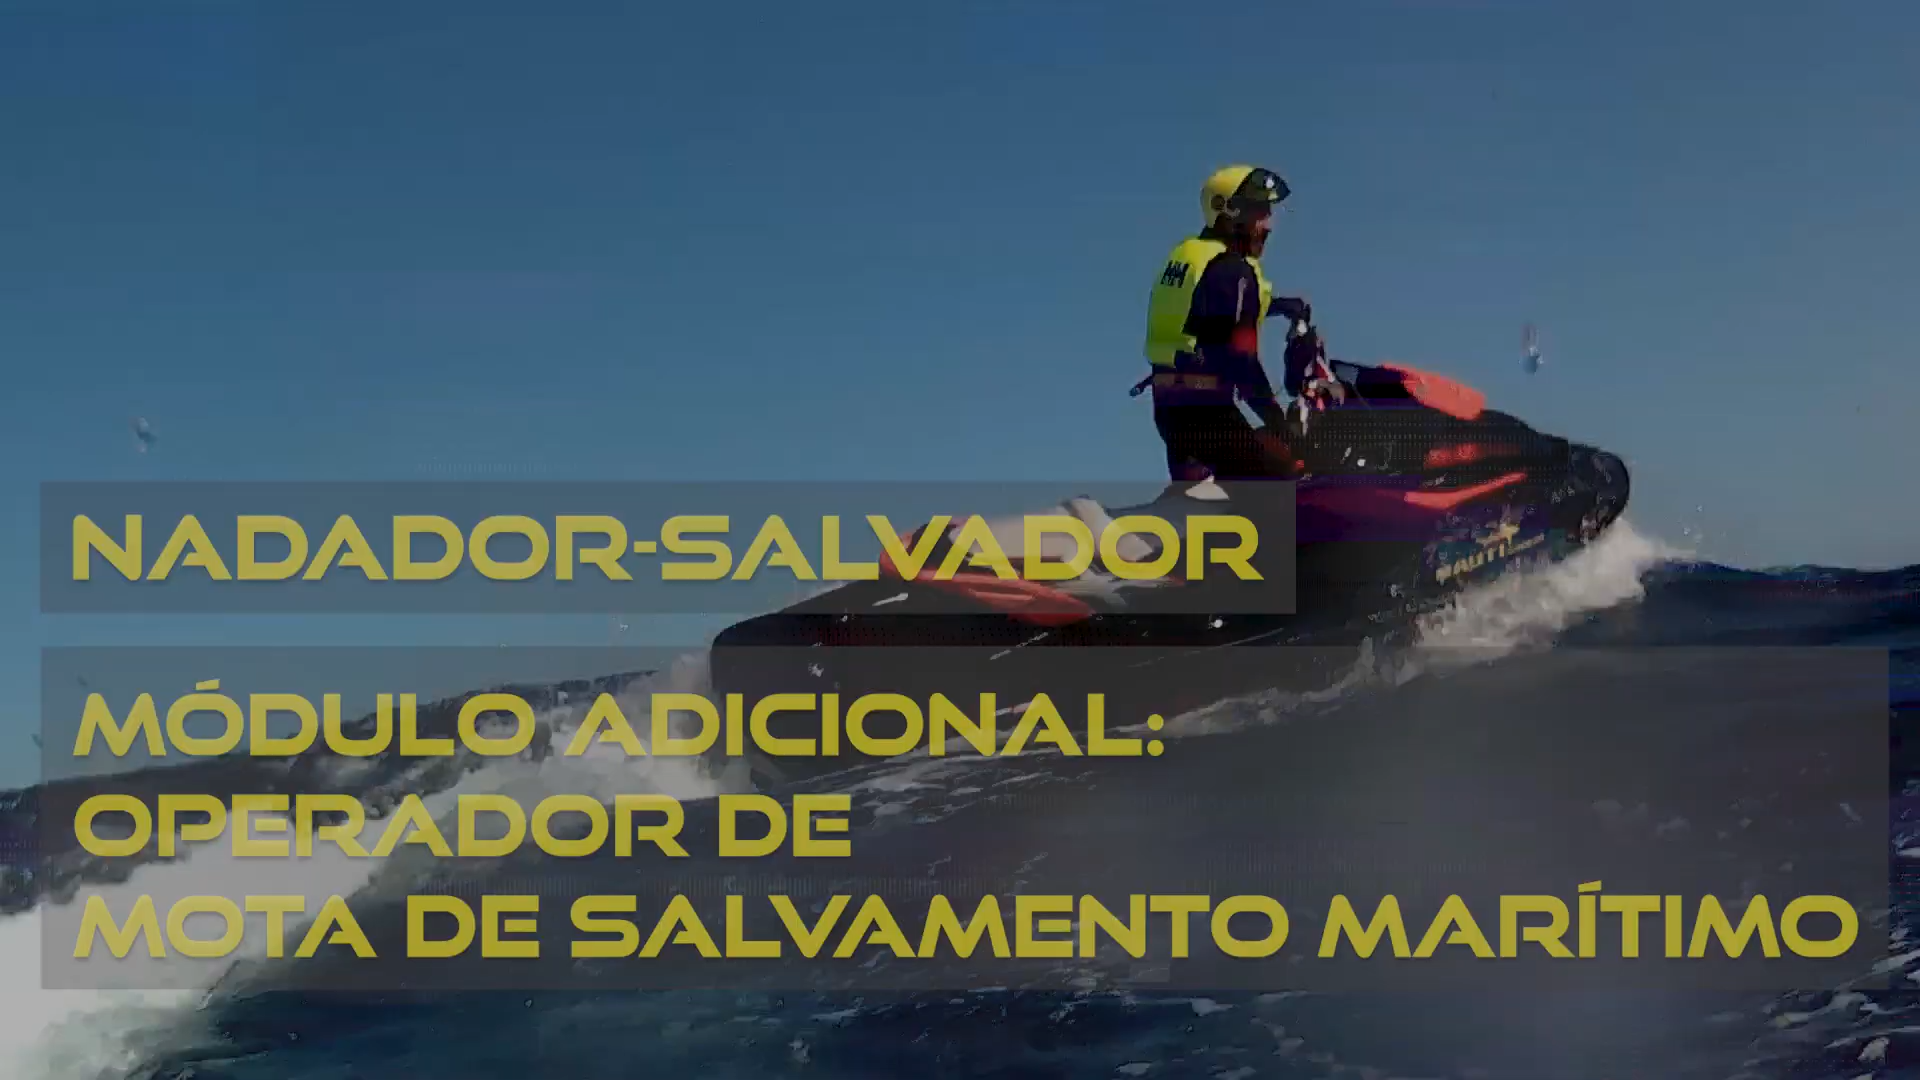 NADADOR-SALVADOR
MÓDULO ADICIONAL:
OPERADOR DE
MOTA DE SALVAMENTO MARÍTIMO